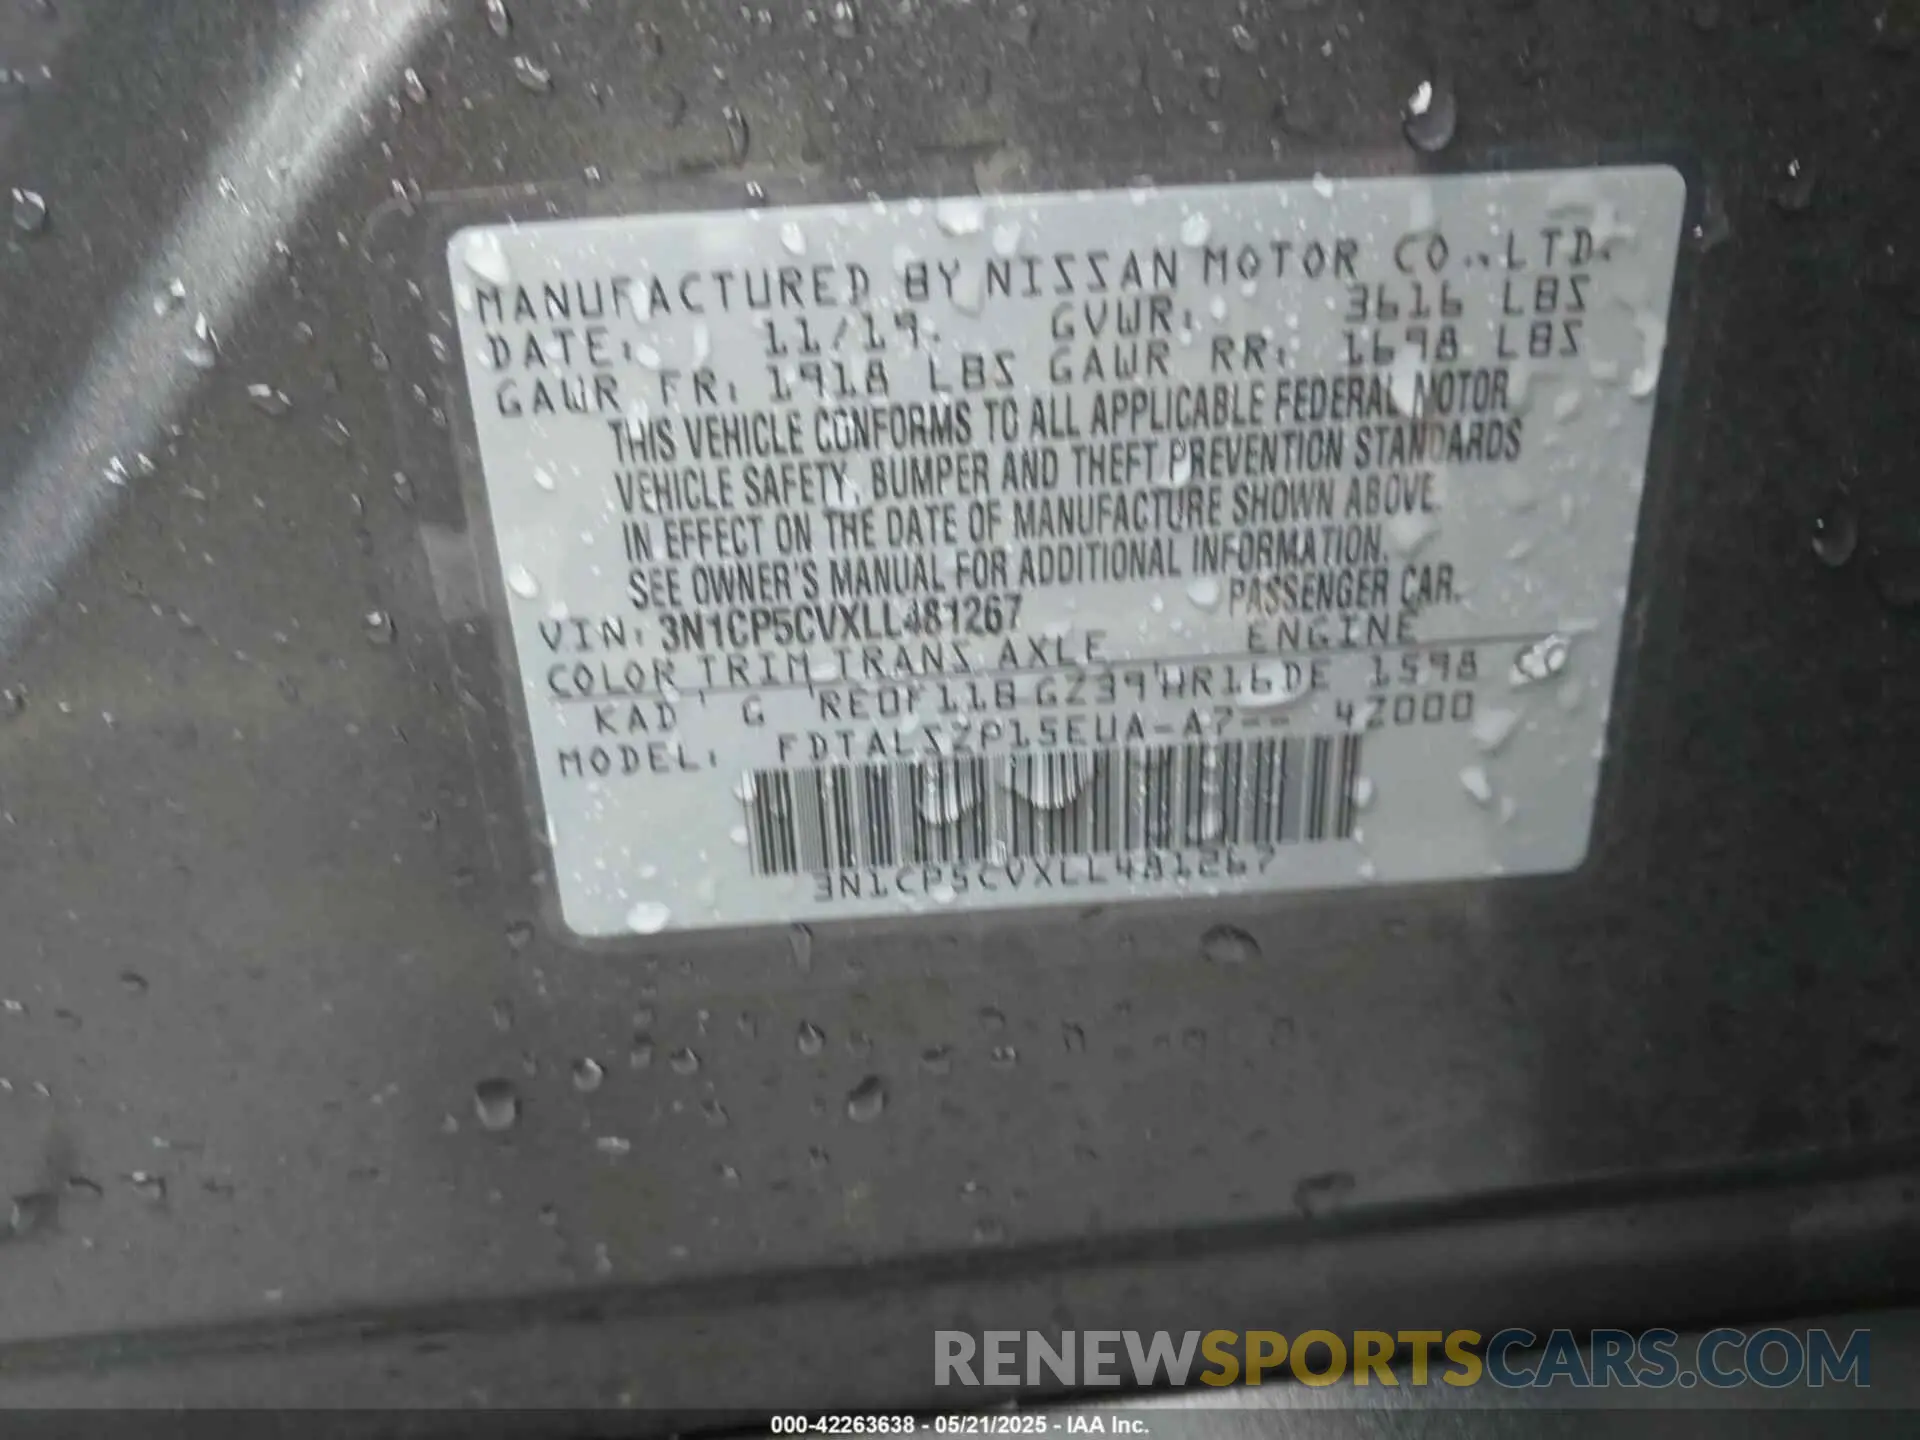 MANUFACTURED BY NISSAN MOTOR CO., LTD.
DATE: 11/19. GVWR: 3616 LBS
GAWR FR: 1918 LBS GAWR RR: 1698 LBS
THIS VEHICLE CONFORMS TO ALL APPLICABLE FEDERAL MOTOR
VEHICLE SAFETY, BUMPER AND THEFT PREVENTION STANDARDS
IN EFFECT ON THE DATE OF MANUFACTURE SHOWN ABOVE.
SEE OWNER'S MANUAL FOR ADDITIONAL INFORMATION.
VIN: 3N1CP5CVXLL481267 PASSENGER CAR.
COLOR TRIM TRANS AXLE ENGINE
KAD G RE0F11B GZ39 HR16DE 1598
MODEL: FDTALSZP15EUA-A7-- 4Z000
3N1CP5CVXLL481267
RENEWSPORTSCARS.COM
000-42263638 - 05/21/2025 - IAA Inc.